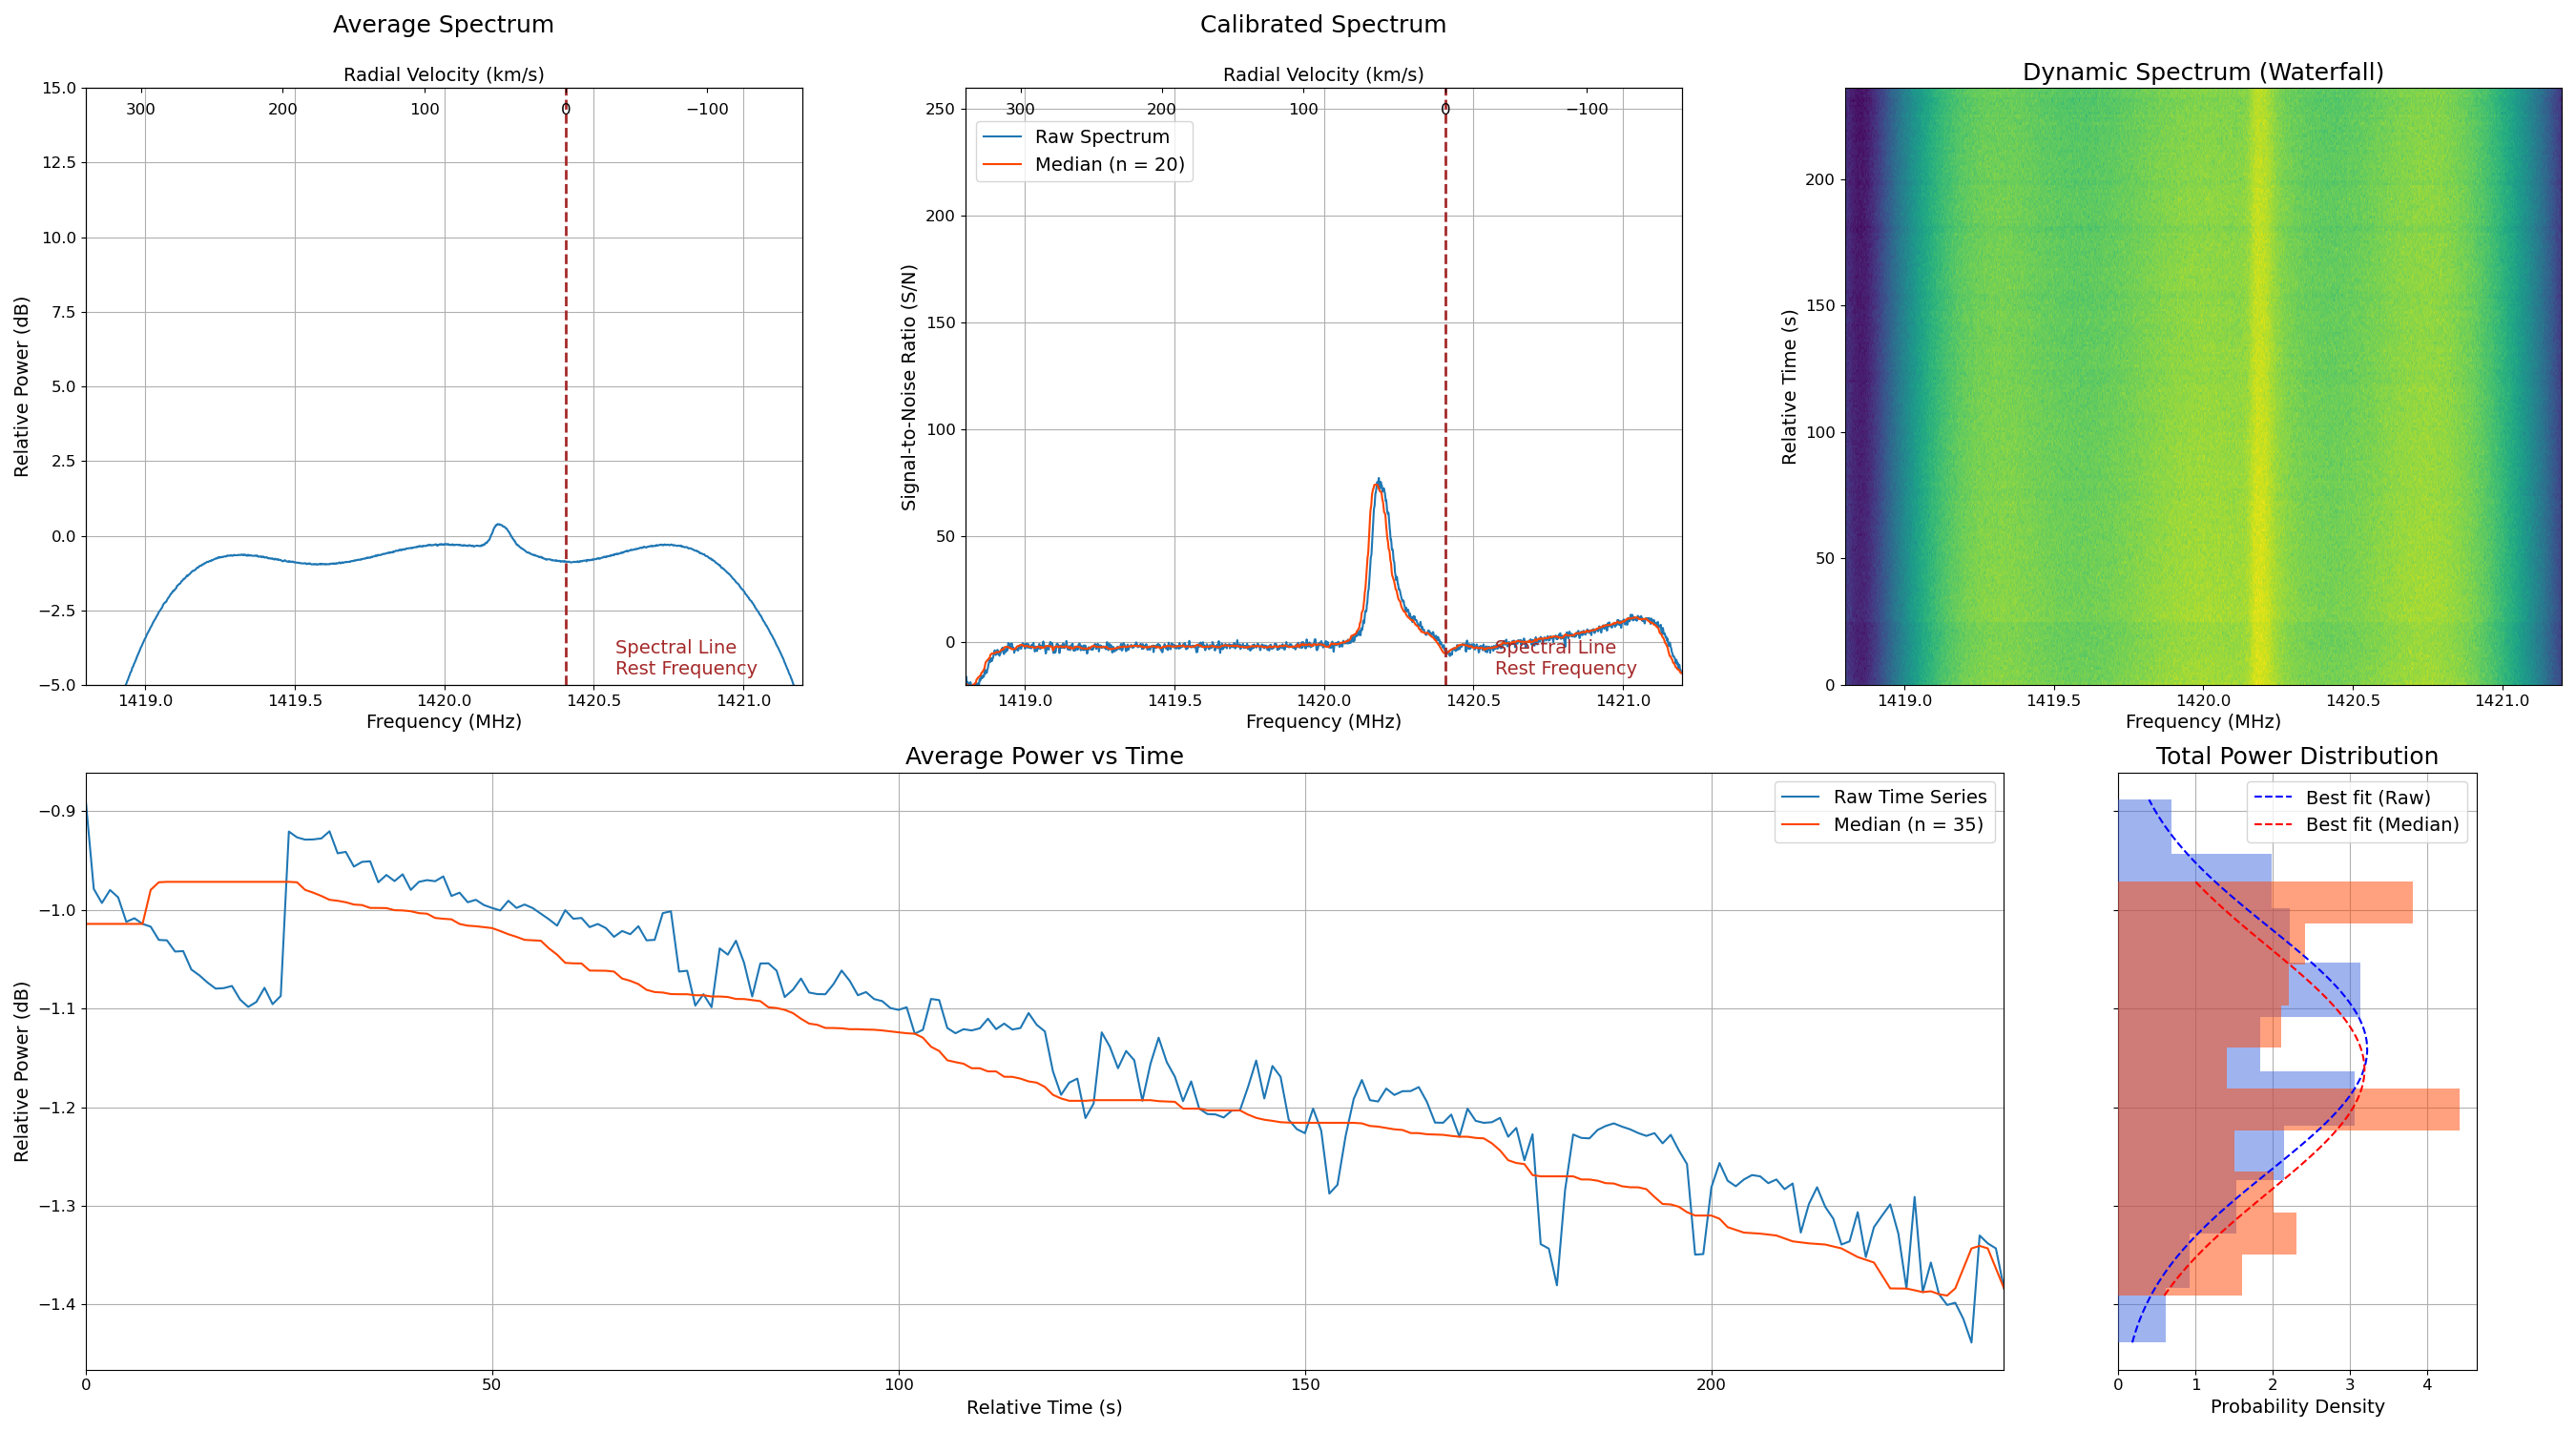 Average Spectrum
Radial Velocity (km/s)
300 200 100 0 −100
15.0
12.5
10.0
7.5
5.0
2.5
0.0
−2.5
−5.0
Relative Power (dB)
Spectral Line
Rest Frequency
1419.0 1419.5 1420.0 1420.5 1421.0
Frequency (MHz)
Calibrated Spectrum
Radial Velocity (km/s)
300 200 100 0 −100
Raw Spectrum
Median (n = 20)
250
200
150
100
50
0
Signal-to-Noise Ratio (S/N)
Spectral Line
Rest Frequency
1419.0 1419.5 1420.0 1420.5 1421.0
Frequency (MHz)
Dynamic Spectrum (Waterfall)
200
150
100
50
0
Relative Time (s)
1419.0 1419.5 1420.0 1420.5 1421.0
Frequency (MHz)
Average Power vs Time
Raw Time Series
Median (n = 35)
−0.9
−1.0
−1.1
−1.2
−1.3
−1.4
Relative Power (dB)
0 50 100 150 200
Relative Time (s)
Total Power Distribution
Best fit (Raw)
Best fit (Median)
0 1 2 3 4
Probability Density